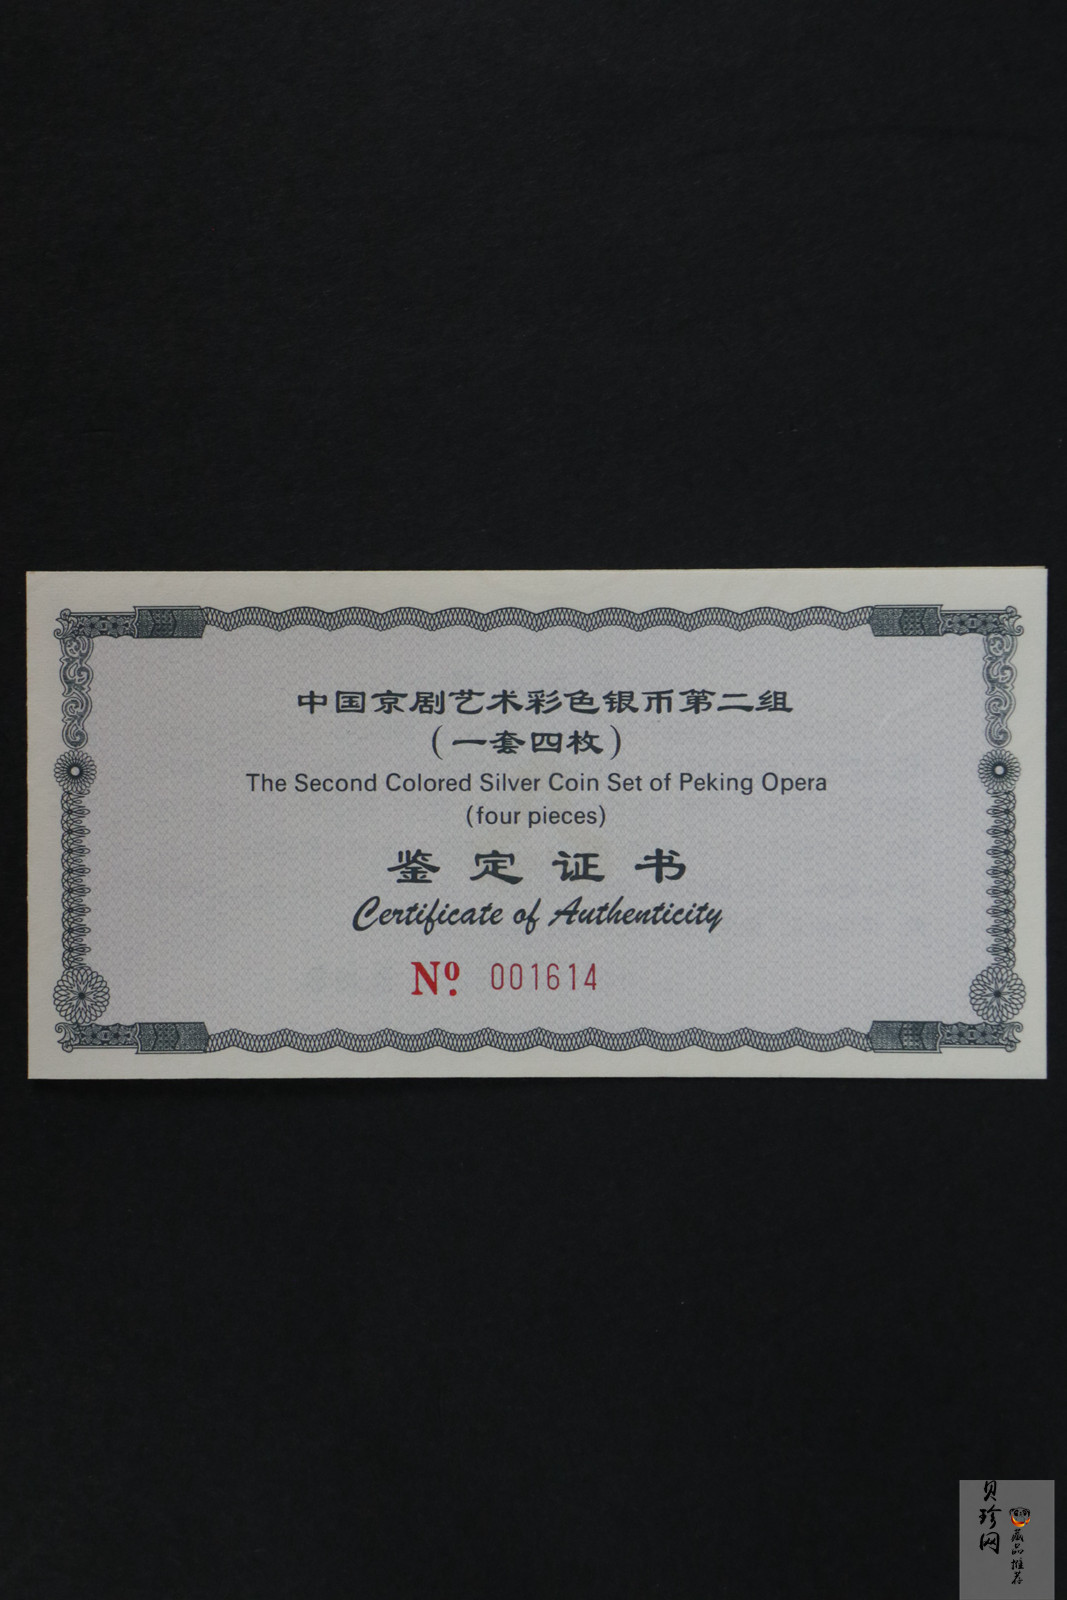 中国京剧艺术彩色银币第二组
（一套四枚）
The Second Colored Silver Coin Set of Peking Opera
(four pieces)
鉴定证书
Certificate of Authenticity
Nº. 001614
贝珍网
藏品推荐